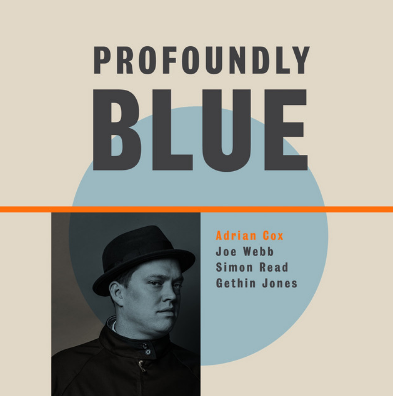 PROFOUNDLY
BLUE
Adrian Cox
Joe Webb
Simon Read
Gethin Jones